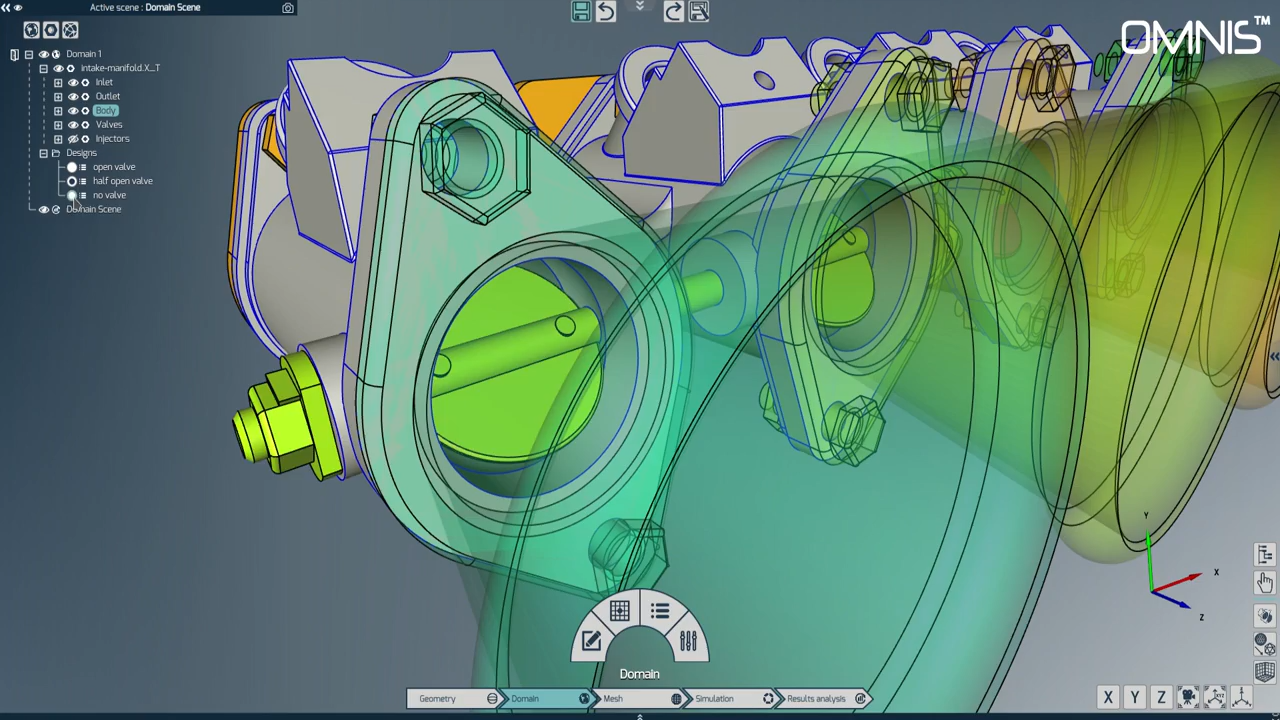 Active scene : Domain Scene
OMNIS™
Domain 1
intake-manifold.X_T
Inlet
Outlet
Body
Valves
Injectors
Designs
open valve
half open valve
no valve
Domain Scene
Y
X
Z
Domain
Geometry
Domain
Mesh
Simulation
Results analysis
X
Y
Z